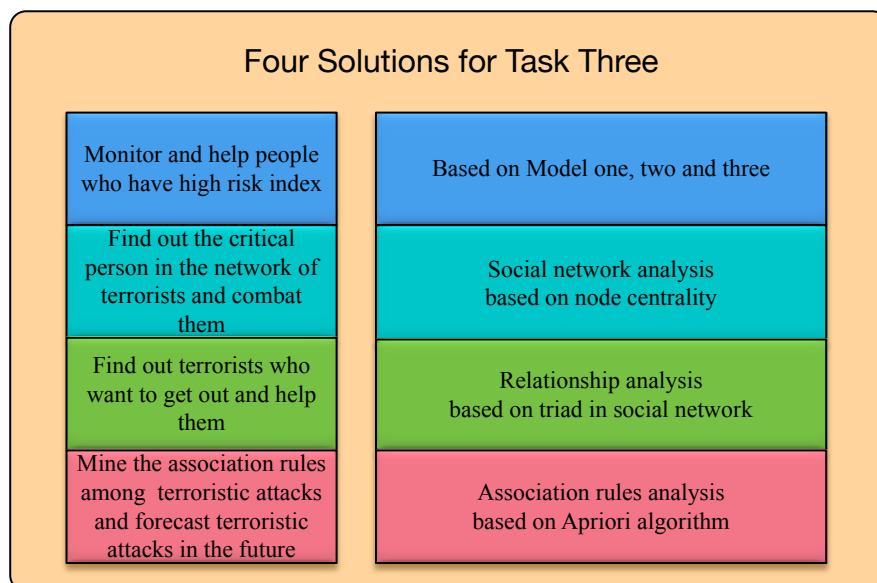 Four Solutions for Task Three
Monitor and help people
who have high risk index
Based on Model one, two and three
Find out the critical
person in the network of
terrorists and combat
them
Social network analysis
based on node centrality
Find out terrorists who
want to get out and help
them
Relationship analysis
based on triad in social network
Mine the association rules
among terroristic attacks
and forecast terroristic
attacks in the future
Association rules analysis
based on Apriori algorithm